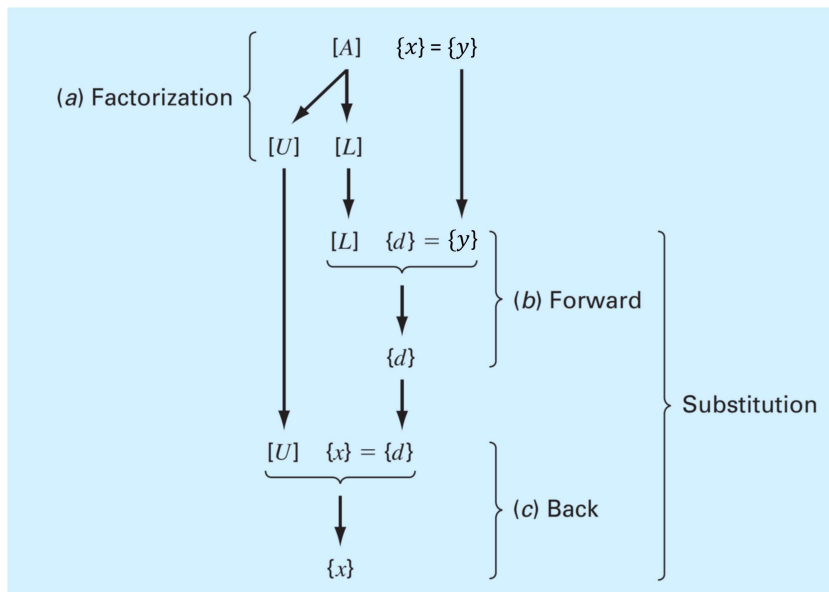 [A] {x} = {y}
(a) Factorization
[U] [L]
[L] {d} = {y}
(b) Forward
{d}
Substitution
[U] {x} = {d}
(c) Back
{x}